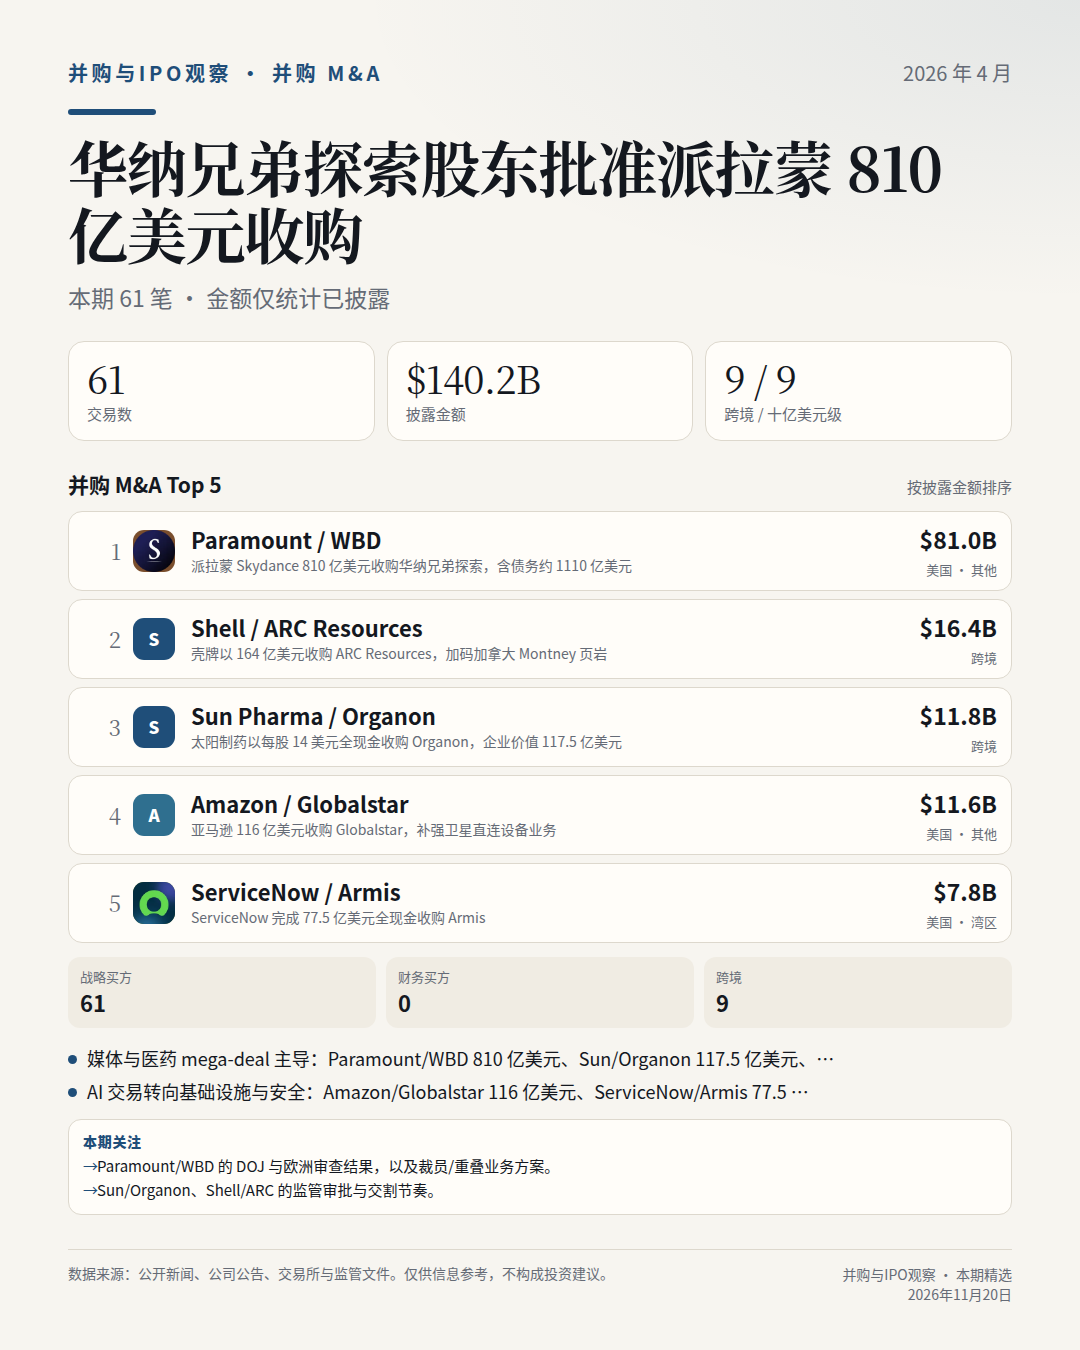 并购与IPO观察 • 并购 M&A
2026 年 4 月
华纳兄弟探索股东批准派拉蒙 810
亿美元收购
本期 61 笔 • 金额仅统计已披露
61
交易数
$140.2B
披露金额
9 / 9
跨境 / 十亿美元级
并购 M&A Top 5
按披露金额排序
1
S
Paramount / WBD
派拉蒙 Skydance 810 亿美元收购华纳兄弟探索，含债务约 1110 亿美元
$81.0B
美国 • 其他
2
S
Shell / ARC Resources
壳牌以 164 亿美元收购 ARC Resources，加码加拿大 Montney 页岩
$16.4B
跨境
3
S
Sun Pharma / Organon
太阳制药以每股 14 美元全现金收购 Organon，企业价值 117.5 亿美元
$11.8B
跨境
4
A
Amazon / Globalstar
亚马逊 116 亿美元收购 Globalstar，补强卫星直连设备业务
$11.6B
美国 • 其他
5
ServiceNow / Armis
ServiceNow 完成 77.5 亿美元全现金收购 Armis
$7.8B
美国 • 湾区
战略买方
61
财务买方
0
跨境
9
媒体与医药 mega-deal 主导：Paramount/WBD 810 亿美元、Sun/Organon 117.5 亿美元、…
AI 交易转向基础设施与安全：Amazon/Globalstar 116 亿美元、ServiceNow/Armis 77.5 …
本期关注
→Paramount/WBD 的 DOJ 与欧洲审查结果，以及裁员/重叠业务方案。
→Sun/Organon、Shell/ARC 的监管审批与交割节奏。
数据来源：公开新闻、公司公告、交易所与监管文件。仅供信息参考，不构成投资建议。
并购与IPO观察 • 本期精选
2026年11月20日